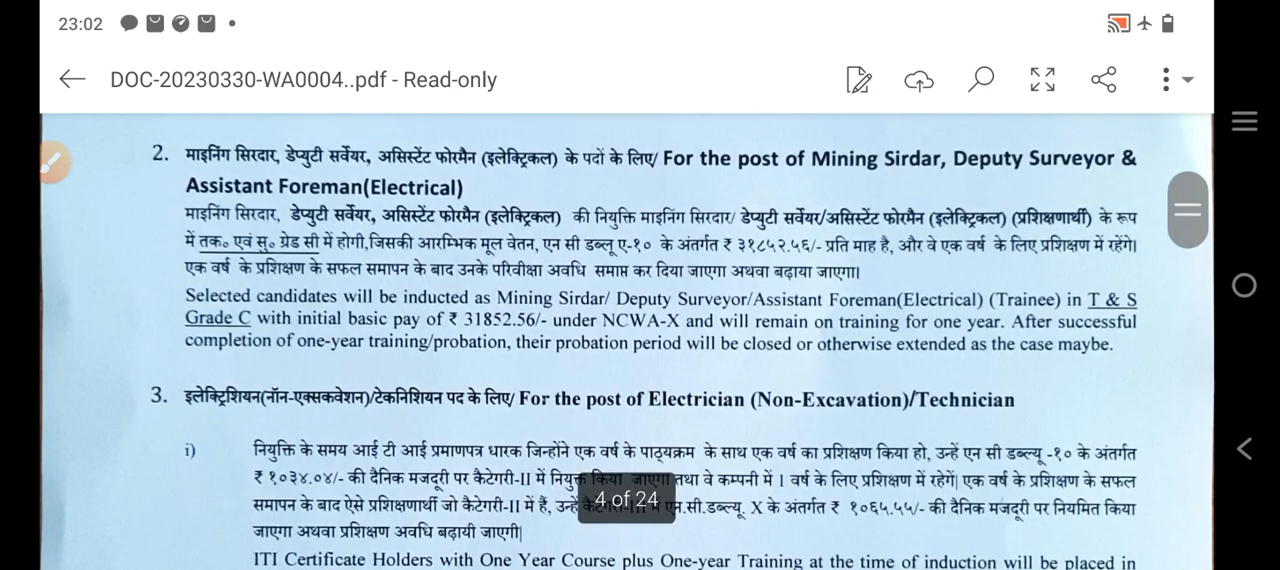 23:02
DOC-20230330-WA0004..pdf - Read-only
2. माइनिंग सिरदार, डेप्युटी सर्वेयर, असिस्टेंट फोरमैन (इलेक्ट्रिकल) के पदों के लिए/ For the post of Mining Sirdar, Deputy Surveyor &
Assistant Foreman(Electrical)
माइनिंग सिरदार, डेप्युटी सर्वेयर, असिस्टेंट फोरमैन (इलेक्ट्रिकल) की नियुक्ति माइनिंग सिरदार/ डेप्युटी सर्वेयर/असिस्टेंट फोरमैन (इलेक्ट्रिकल) (प्रशिक्षणार्थी) के रूप
में तक० एवं सु० ग्रेड सी में होगी,जिसकी आरम्भिक मूल वेतन, एन सी डब्लू ए-१० के अंतर्गत ₹ ३१८५२.५६/- प्रति माह है, और वे एक वर्ष के लिए प्रशिक्षण में रहेंगे।
एक वर्ष के प्रशिक्षण के सफल समापन के बाद उनके परिवीक्षा अवधि समाप्त कर दिया जाएगा अथवा बढ़ाया जाएगा।
Selected candidates will be inducted as Mining Sirdar/ Deputy Surveyor/Assistant Foreman(Electrical) (Trainee) in T & S
Grade C with initial basic pay of ₹ 31852.56/- under NCWA-X and will remain on training for one year. After successful
completion of one-year training/probation, their probation period will be closed or otherwise extended as the case maybe.
3. इलेक्ट्रिशियन(नॉन-एक्सकवेशन)/टेकनिशियन पद के लिए/ For the post of Electrician (Non-Excavation)/Technician
i) नियुक्ति के समय आई टी आई प्रमाणपत्र धारक जिन्होंने एक वर्ष के पाठ्यक्रम के साथ एक वर्ष का प्रशिक्षण किया हो, उन्हें एन सी डब्ल्यू -१० के अंतर्गत
₹ १०३४.०४/- की दैनिक मजदूरी पर कैटेगरी-II में नियुक्त किया जाएगा तथा वे कम्पनी में 1 वर्ष के लिए प्रशिक्षण में रहेगें| एक वर्ष के प्रशिक्षण के सफल
समापन के बाद ऐसे प्रशिक्षणार्थी जो कैटेगरी-II में हैं, उन्हें कैटेगरी-III में एन.सी.डब्ल्यू. X के अंतर्गत ₹ १०६५.५५/- की दैनिक मजदूरी पर नियमित किया
4 of 24
जाएगा अथवा प्रशिक्षण अवधि बढ़ायी जाएगी|
ITI Certificate Holders with One Year Course plus One-year Training at the time of induction will be placed in